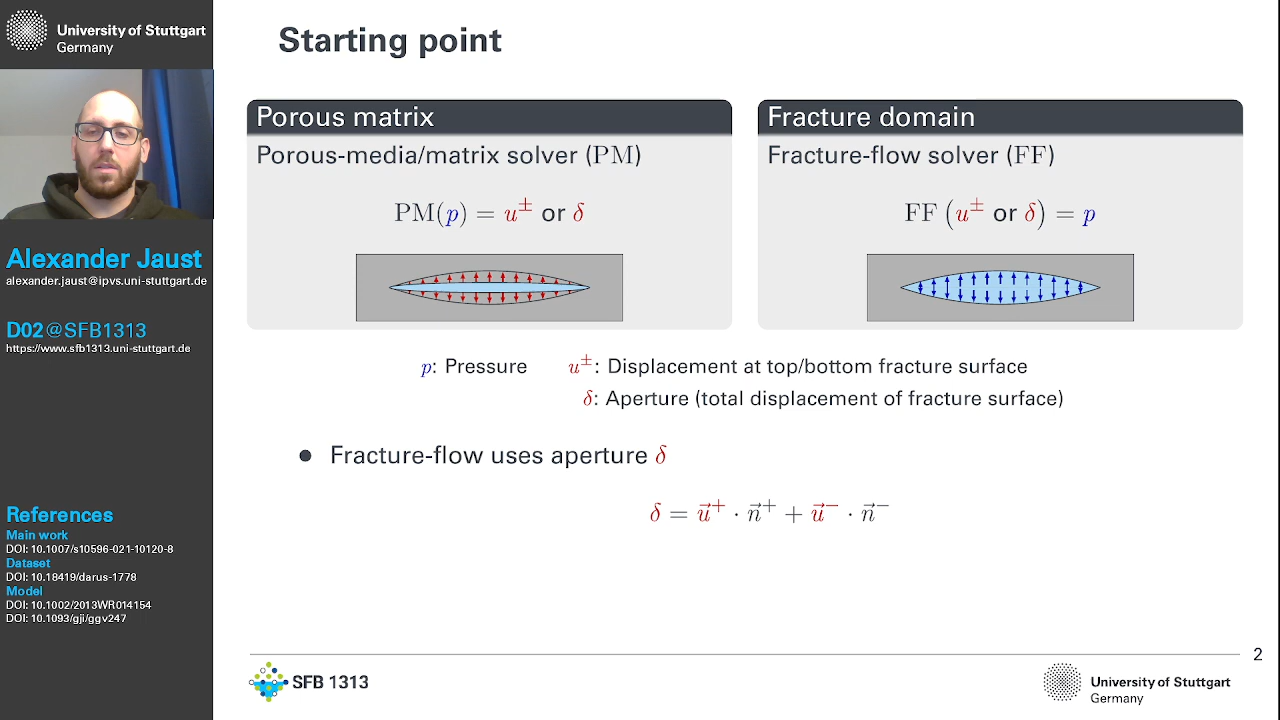 University of Stuttgart
Germany
Alexander Jaust
alexander.jaust@ipvs.uni-stuttgart.de
D02@SFB1313
https://www.sfb1313.uni-stuttgart.de
References
Main work
DOI: 10.1007/s10596-021-10120-8
Dataset
DOI: 10.18419/darus-1778
Model
DOI: 10.1002/2013WR014154
DOI: 10.1093/gji/ggv247
Starting point
Porous matrix
Porous-media/matrix solver (PM)
PM(p) = u± or δ
Fracture domain
Fracture-flow solver (FF)
FF (u± or δ) = p
p: Pressure u±: Displacement at top/bottom fracture surface
δ: Aperture (total displacement of fracture surface)
● Fracture-flow uses aperture δ
δ = u⃗⁺ · n⃗⁺ + u⃗⁻ · n⃗⁻
2
SFB 1313
University of Stuttgart
Germany